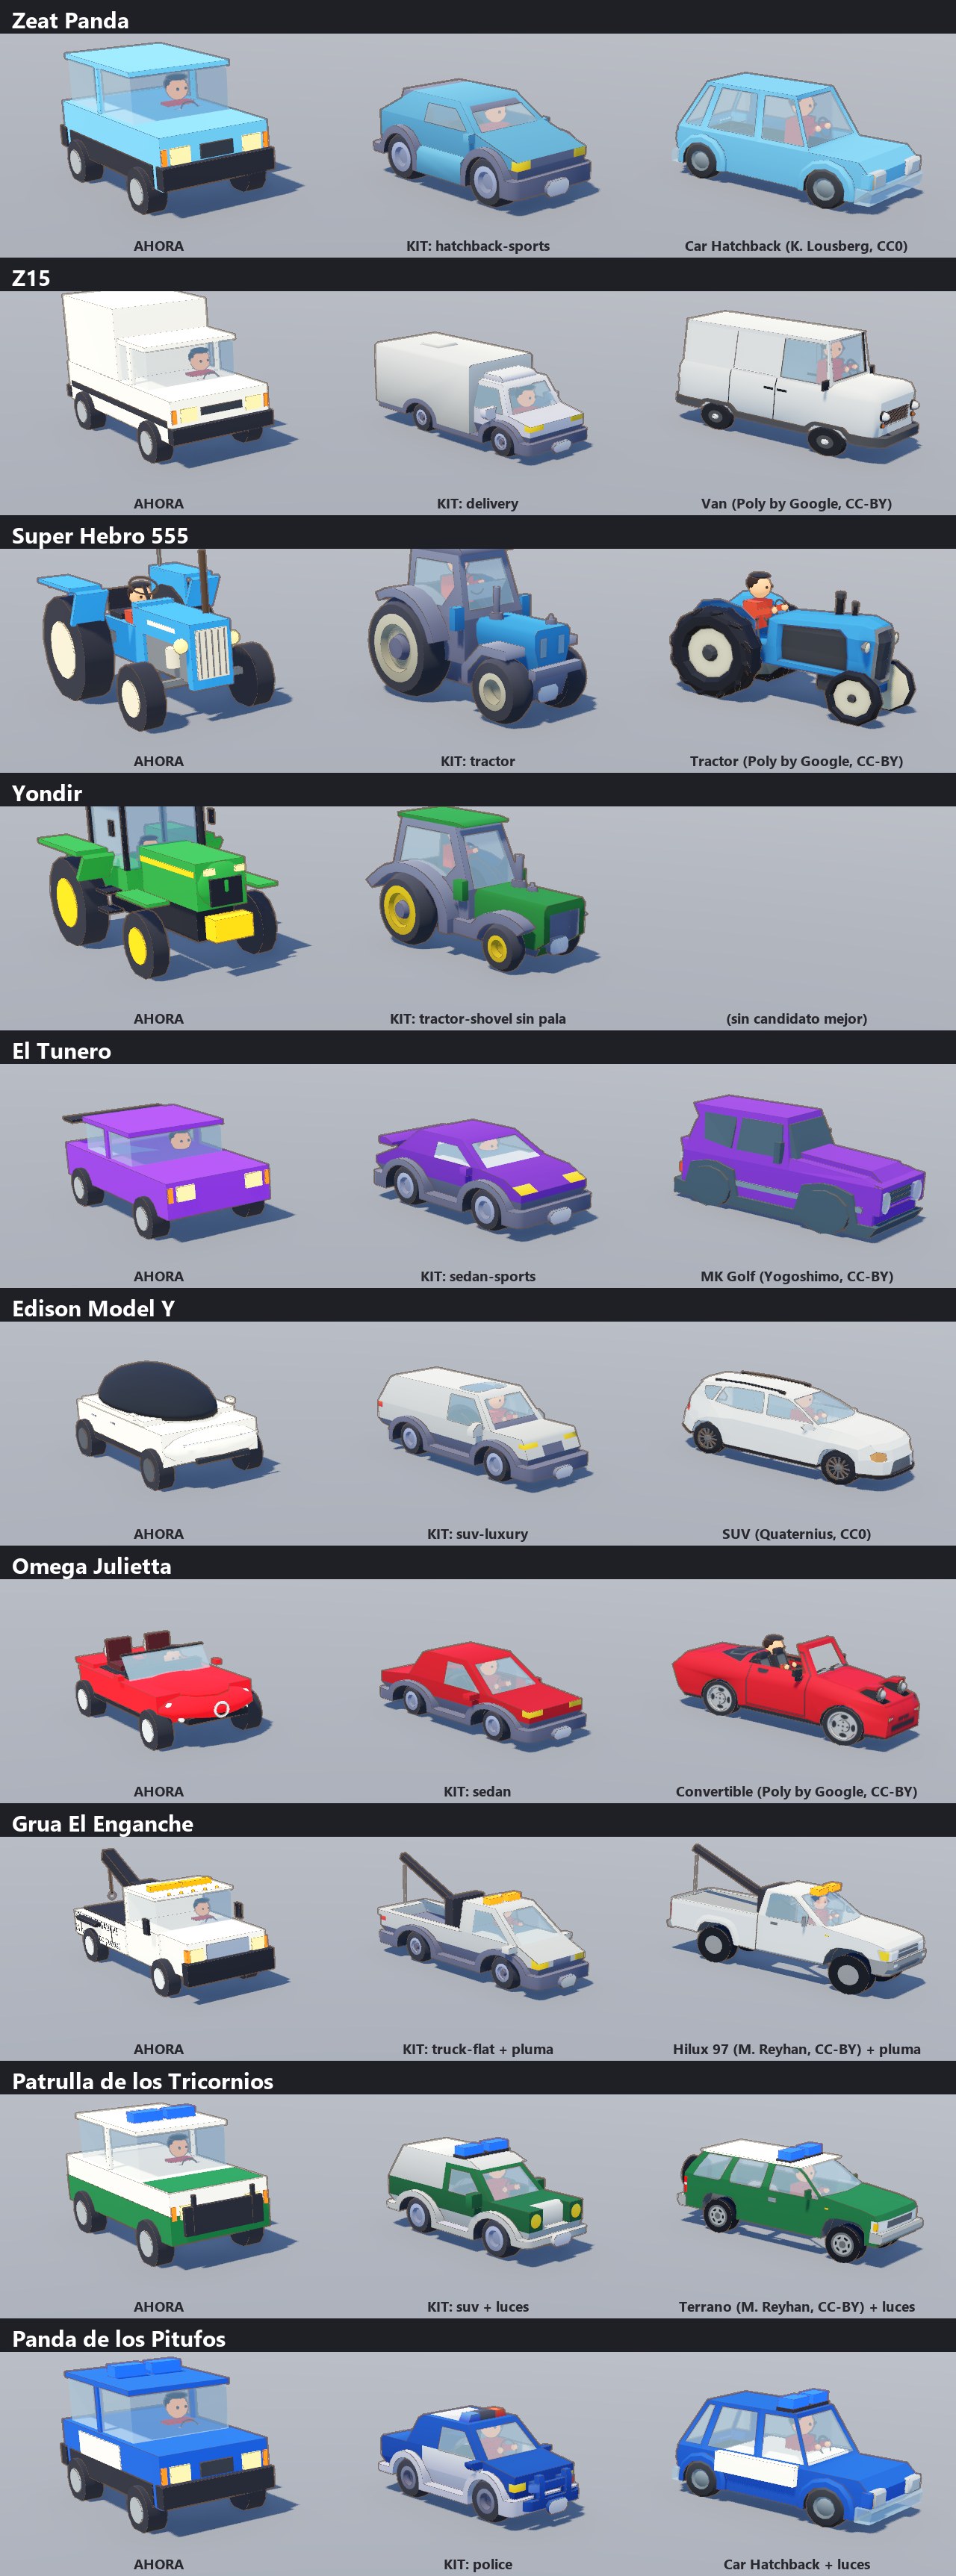 Zeat Panda
AHORA
KIT: hatchback-sports
Car Hatchback (K. Lousberg, CC0)
Z15
AHORA
KIT: delivery
Van (Poly by Google, CC-BY)
Super Hebro 555
AHORA
KIT: tractor
Tractor (Poly by Google, CC-BY)
Yondir
AHORA
KIT: tractor-shovel sin pala
(sin candidato mejor)
El Tunero
AHORA
KIT: sedan-sports
MK Golf (Yogoshimo, CC-BY)
Edison Model Y
AHORA
KIT: suv-luxury
SUV (Quaternius, CC0)
Omega Julietta
AHORA
KIT: sedan
Convertible (Poly by Google, CC-BY)
Grua El Enganche
AHORA
KIT: truck-flat + pluma
Hilux 97 (M. Reyhan, CC-BY) + pluma
Patrulla de los Tricornios
AHORA
KIT: suv + luces
Terrano (M. Reyhan, CC-BY) + luces
Panda de los Pitufos
AHORA
KIT: police
Car Hatchback + luces